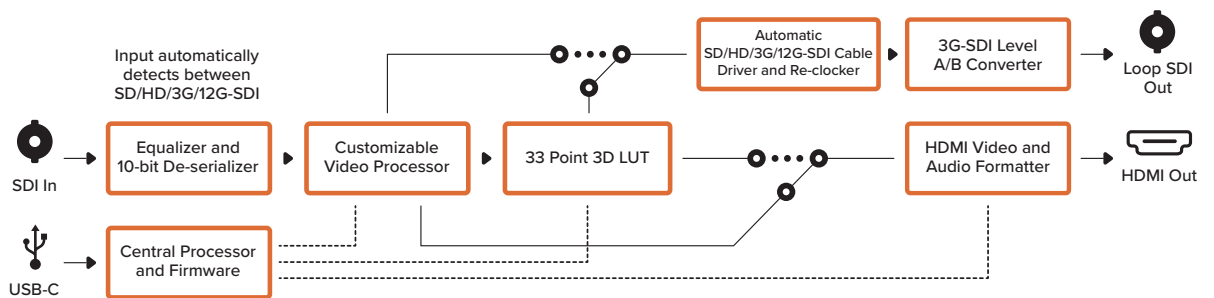 Input automatically
detects between
SD/HD/3G/12G-SDI
Automatic
SD/HD/3G/12G-SDI Cable
Driver and Re-clocker
3G-SDI Level
A/B Converter
Loop SDI
Out
SDI In
Equalizer and
10-bit De-serializer
Customizable
Video Processor
33 Point 3D LUT
HDMI Video and
Audio Formatter
HDMI Out
USB-C
Central Processor
and Firmware